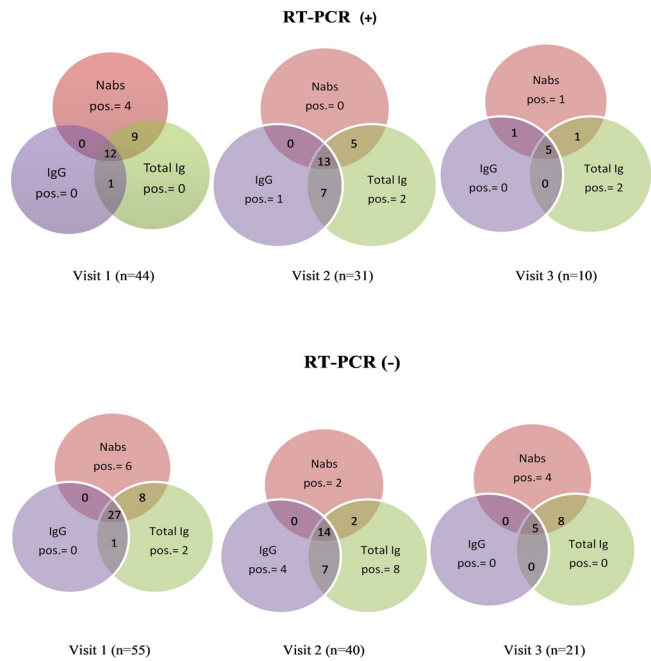 RT-PCR (+)
Nabs
pos.= 4
0
9
12
IgG
pos.= 0
1
Total Ig
pos.= 0
Visit 1 (n=44)
Nabs
pos.= 0
0
5
13
IgG
pos.= 1
7
Total Ig
pos.= 2
Visit 2 (n=31)
Nabs
pos.= 1
1
1
5
IgG
pos.= 0
0
Total Ig
pos.= 2
Visit 3 (n=10)
RT-PCR (-)
Nabs
pos.= 6
0
8
27
IgG
pos.= 0
1
Total Ig
pos.= 2
Visit 1 (n=55)
Nabs
pos.= 2
0
2
14
IgG
pos.= 4
7
Total Ig
pos.= 8
Visit 2 (n=40)
Nabs
pos.= 4
0
8
5
IgG
pos.= 0
0
Total Ig
pos.= 0
Visit 3 (n=21)